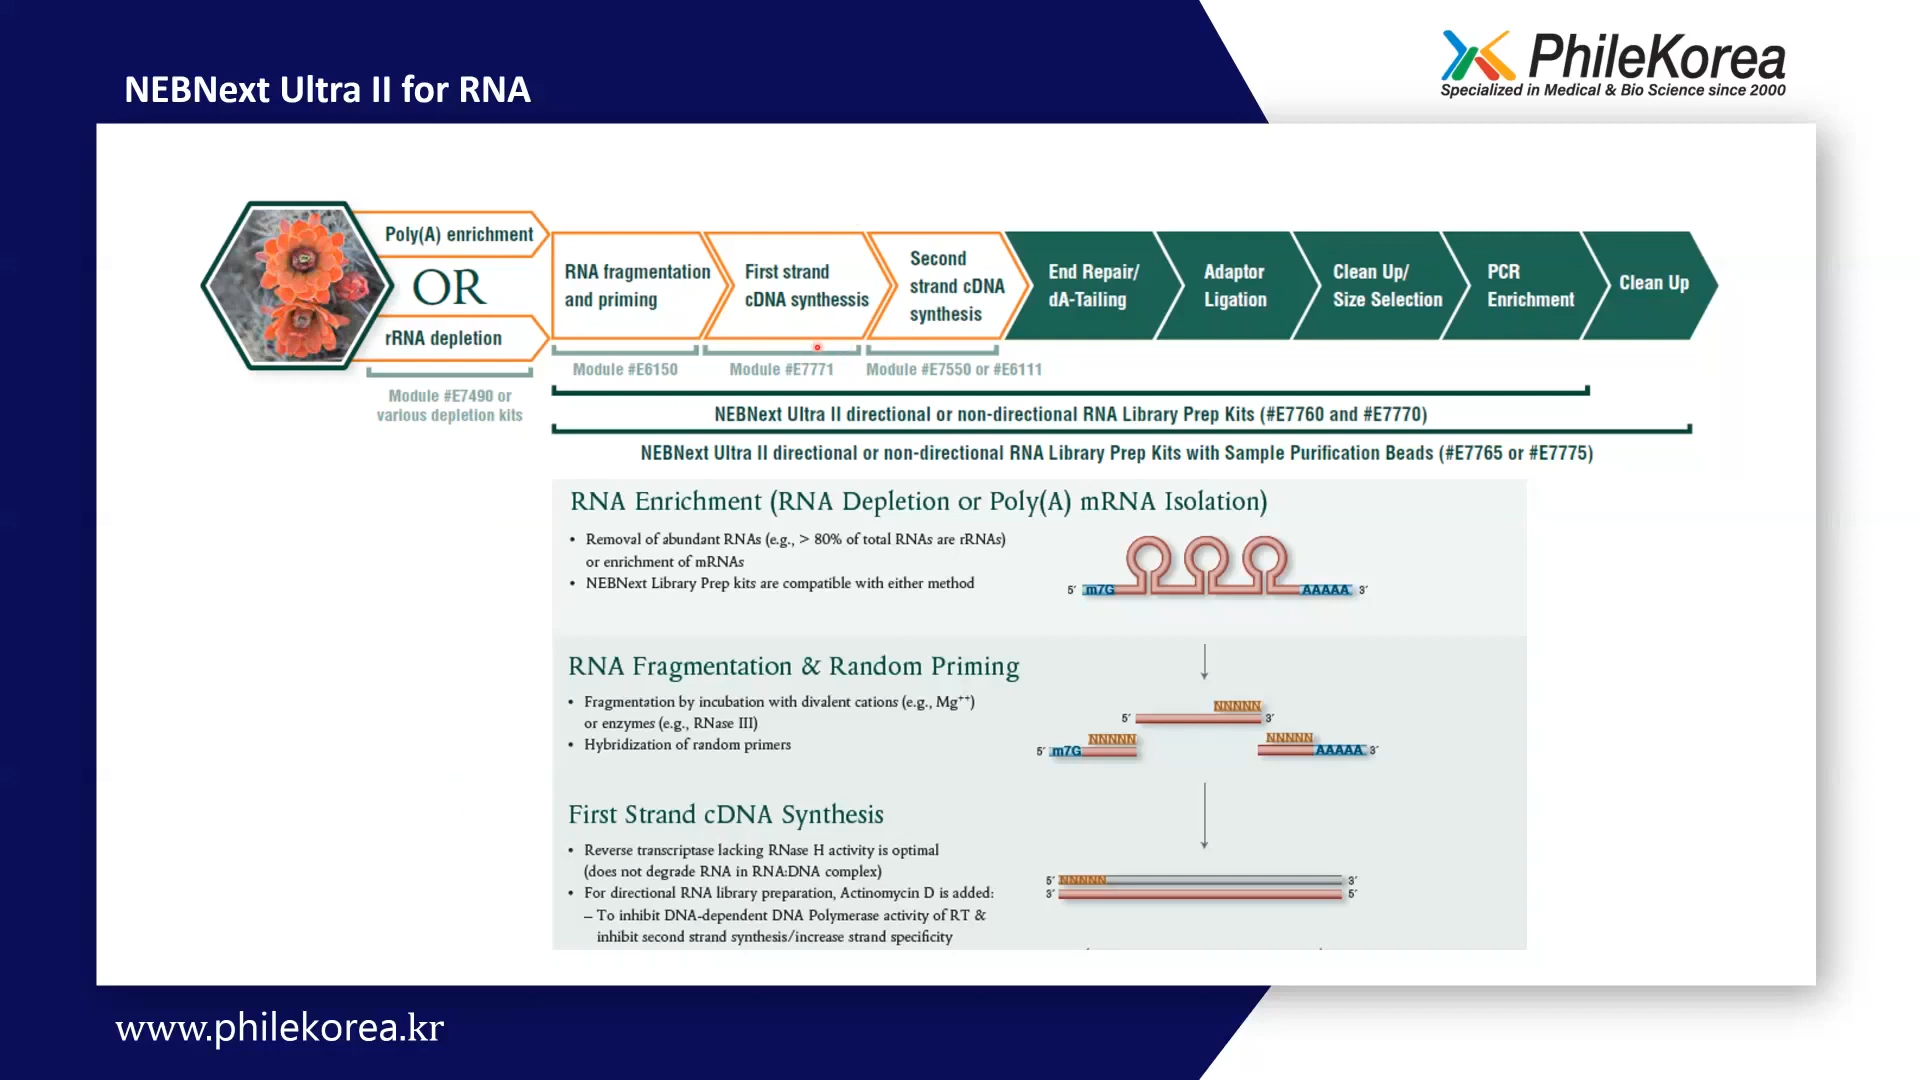 NEBNext Ultra II for RNA
PhileKorea
Specialized in Medical & Bio Science since 2000
Poly(A) enrichment
OR
rRNA depletion
Module #E7490 or
various depletion kits
RNA fragmentation
and priming
First strand
cDNA synthessis
Second
strand cDNA
synthesis
End Repair/
dA-Tailing
Adaptor
Ligation
Clean Up/
Size Selection
PCR
Enrichment
Clean Up
Module #E6150
Module #E7771
Module #E7550 or #E6111
NEBNext Ultra II directional or non-directional RNA Library Prep Kits (#E7760 and #E7770)
NEBNext Ultra II directional or non-directional RNA Library Prep Kits with Sample Purification Beads (#E7765 or #E7775)
RNA Enrichment (RNA Depletion or Poly(A) mRNA Isolation)
• Removal of abundant RNAs (e.g., > 80% of total RNAs are rRNAs)
or enrichment of mRNAs
• NEBNext Library Prep kits are compatible with either method
5´ m7G AAAAA 3´
RNA Fragmentation & Random Priming
• Fragmentation by incubation with divalent cations (e.g., Mg++)
or enzymes (e.g., RNase III)
• Hybridization of random primers
NNNNN
5´ 3´
NNNNN
5´ m7G
NNNNN
AAAAA 3´
First Strand cDNA Synthesis
• Reverse transcriptase lacking RNase H activity is optimal
(does not degrade RNA in RNA:DNA complex)
• For directional RNA library preparation, Actinomycin D is added:
– To inhibit DNA-dependent DNA Polymerase activity of RT &
inhibit second strand synthesis/increase strand specificity
5´ NNNNN 3´
3´ 5´
www.philekorea.kr